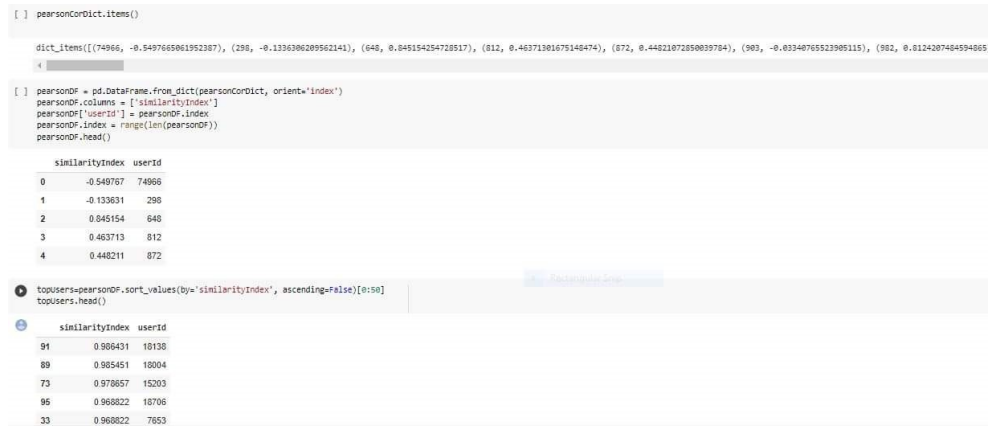 [ ] pearsonCorDict.items()
dict_items([(74966, -0.5497665061952387), (298, -0.1336306209562141), (648, 0.845154254728517), (812, 0.46371301675148474), (872, 0.44821072850039784), (903, -0.03340765523905115), (982, 0.8124207484594865)
[ ] pearsonDF = pd.DataFrame.from_dict(pearsonCorDict, orient='index')
pearsonDF.columns = ['similarityIndex']
pearsonDF['userId'] = pearsonDF.index
pearsonDF.index = range(len(pearsonDF))
pearsonDF.head()
similarityIndex userId
0 -0.549767 74966
1 -0.133631 298
2 0.845154 648
3 0.463713 812
4 0.448211 872
Rectangular Snip
topUsers=pearsonDF.sort_values(by='similarityIndex', ascending=False)[0:50]
topUsers.head()
similarityIndex userId
91 0.986431 18138
89 0.985451 18004
73 0.978657 15203
95 0.968822 18706
33 0.968822 7653